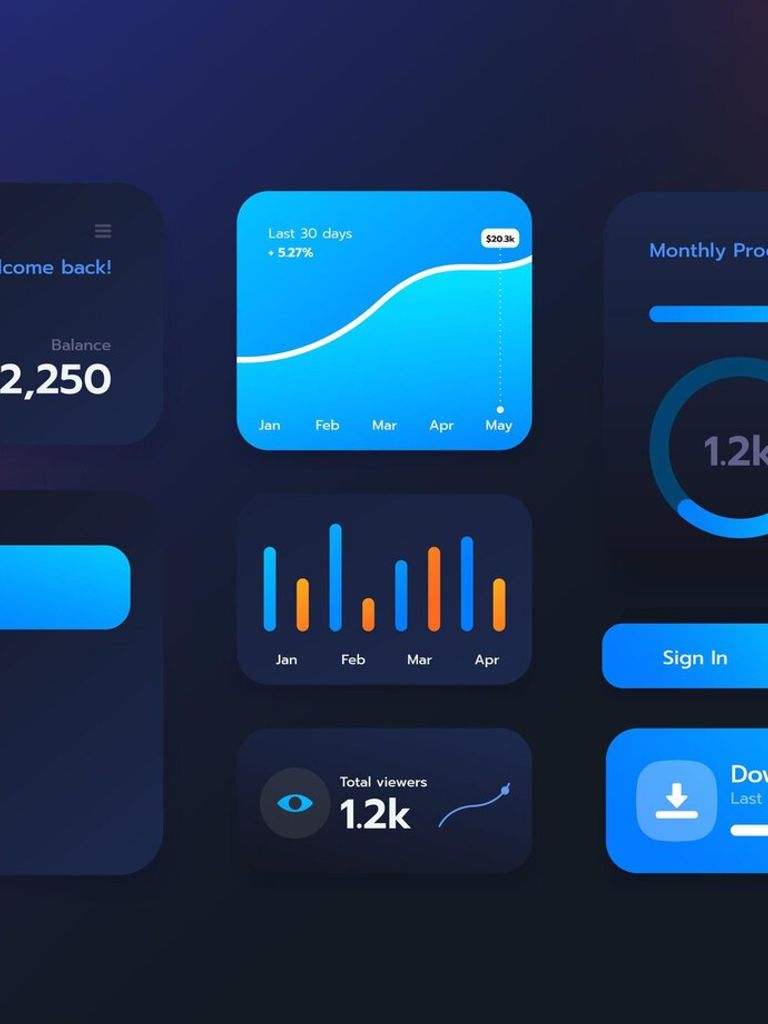 lcome back!
Balance
2,250
Last 30 days
+ 5.27%
$20.3k
Jan Feb Mar Apr May
Jan Feb Mar Apr
Total viewers
1.2k
Monthly Pro
1.2k
Sign In
Dow
Last